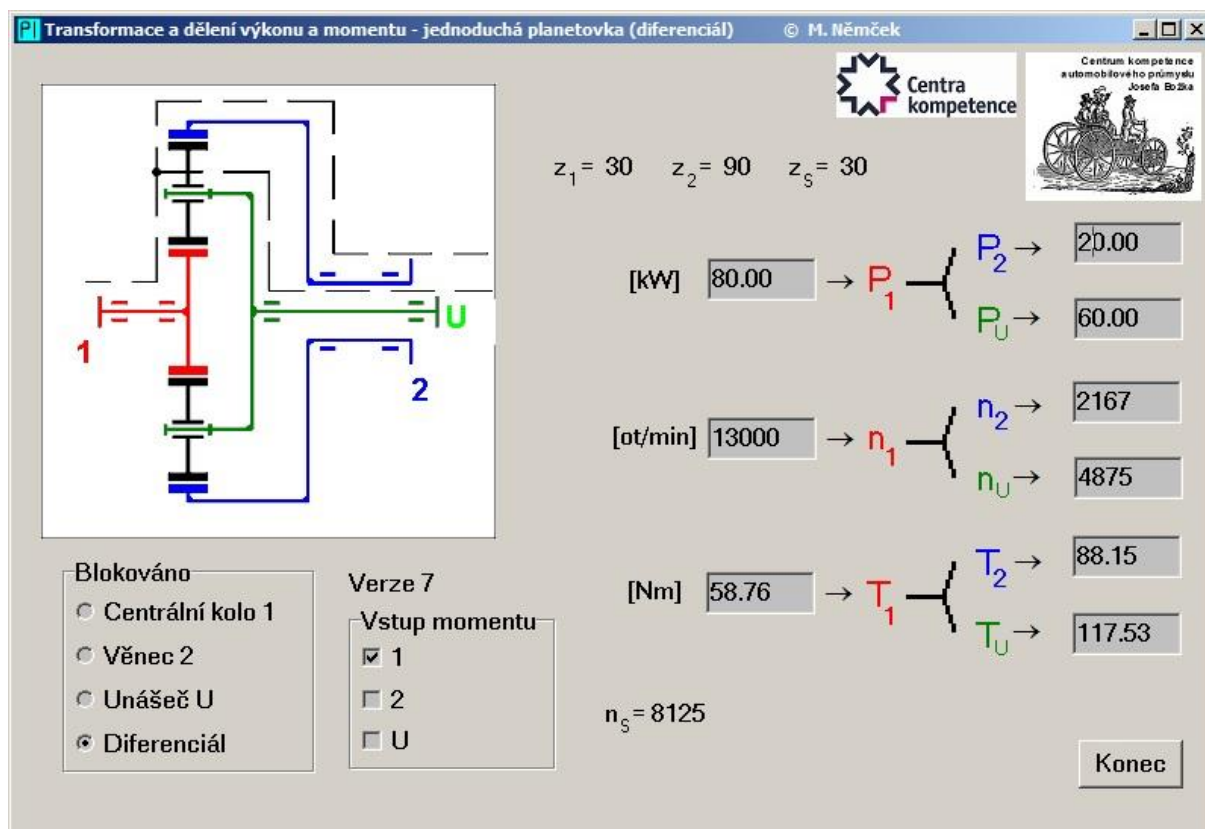 Transformace a dělení výkonu a momentu - jednoduchá planetovka (diferenciál) © M. Němček
Centra
kompetence
Centrum kompetence
automobilového průmyslu
Josefa Božka
z1 = 30 z2 = 90 zS = 30
1
U
2
[kW] 80.00 → P1
P2 → 20.00
PU → 60.00
[ot/min] 13000 → n1
n2 → 2167
nU → 4875
[Nm] 58.76 → T1
T2 → 88.15
TU → 117.53
Blokováno
Centrální kolo 1
Věnec 2
Unášeč U
Diferenciál
Verze 7
Vstup momentu
1
2
U
nS = 8125
Konec